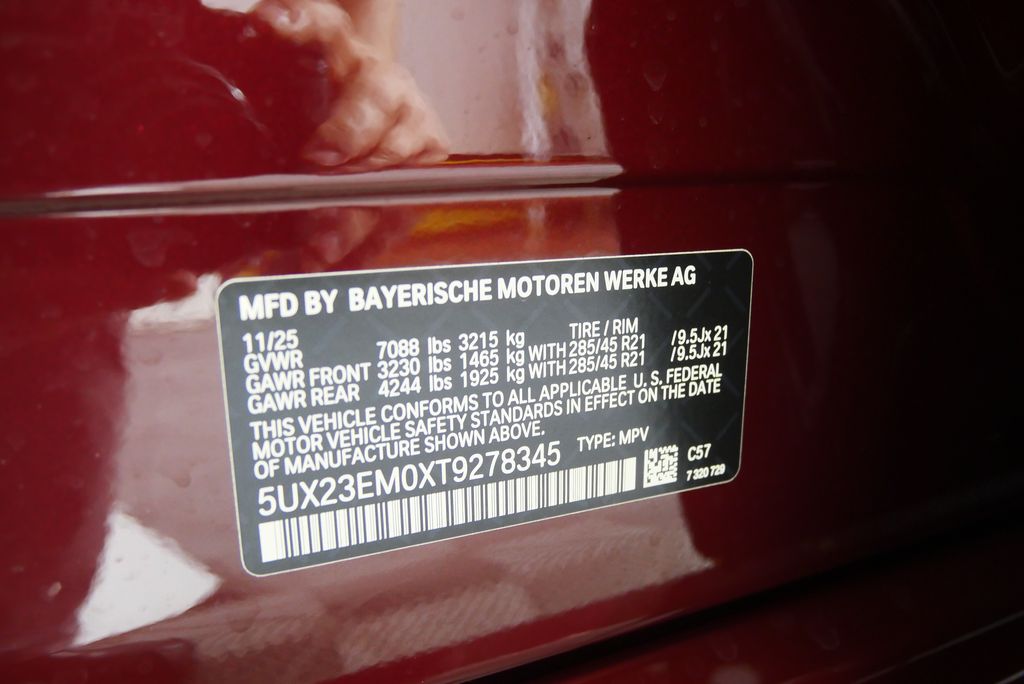 MFD BY BAYERISCHE MOTOREN WERKE AG
11/25 TIRE / RIM
GVWR 7088 lbs 3215 kg
GAWR FRONT 3230 lbs 1465 kg WITH 285/45 R21 /9.5Jx 21
GAWR REAR 4244 lbs 1925 kg WITH 285/45 R21 /9.5Jx 21
THIS VEHICLE CONFORMS TO ALL APPLICABLE U. S. FEDERAL
MOTOR VEHICLE SAFETY STANDARDS IN EFFECT ON THE DATE
OF MANUFACTURE SHOWN ABOVE.
5UX23EM0XT9278345 TYPE: MPV
C57
7 320 729